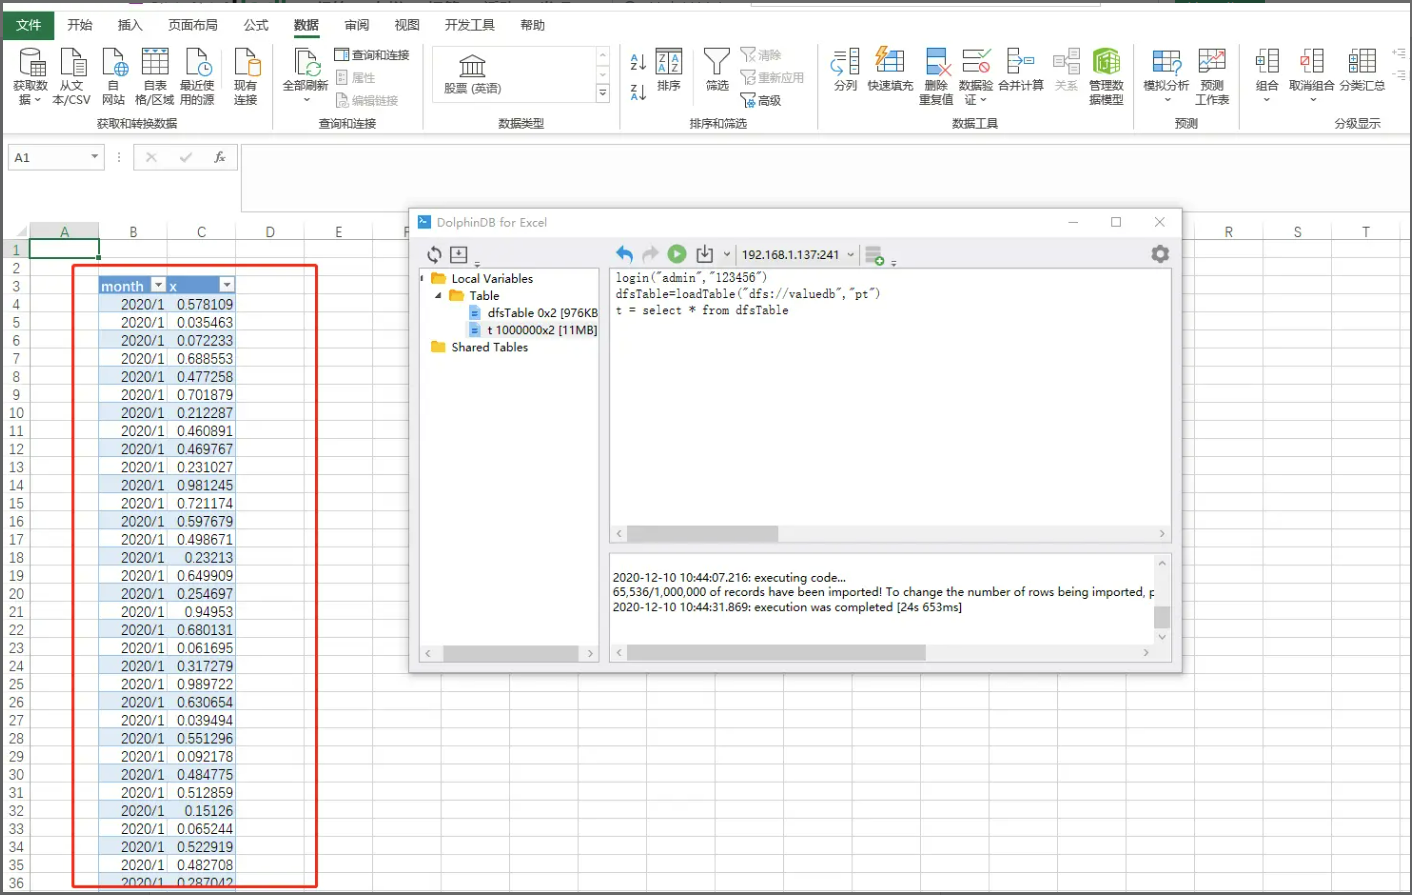 文件 开始 插入 页面布局 公式 数据 审阅 视图 开发工具 帮助
获取数据 从文本/CSV 自网站 自表格/区域 最近使用的源 现有连接
获取和转换数据
全部刷新 查询和连接 属性 编辑链接
查询和连接
股票 (英语)
数据类型
排序 筛选 清除 重新应用 高级
排序和筛选
分列 快速填充 删除重复值 数据验证 合并计算 关系 管理数据模型
数据工具
模拟分析 预测工作表
预测
组合 取消组合 分类汇总
分级显示
A1 fx
A B C D E F R S T
1
2
3 month x
4 2020/1 0.578109
5 2020/1 0.035463
6 2020/1 0.072233
7 2020/1 0.688553
8 2020/1 0.477258
9 2020/1 0.701879
10 2020/1 0.212287
11 2020/1 0.460891
12 2020/1 0.469767
13 2020/1 0.231027
14 2020/1 0.981245
15 2020/1 0.721174
16 2020/1 0.597679
17 2020/1 0.498671
18 2020/1 0.23213
19 2020/1 0.649909
20 2020/1 0.254697
21 2020/1 0.94953
22 2020/1 0.680131
23 2020/1 0.061695
24 2020/1 0.317279
25 2020/1 0.989722
26 2020/1 0.630654
27 2020/1 0.039494
28 2020/1 0.551296
29 2020/1 0.092178
30 2020/1 0.484775
31 2020/1 0.512859
32 2020/1 0.15126
33 2020/1 0.065244
34 2020/1 0.522919
35 2020/1 0.482708
36 2020/1 0.287042
DolphinDB for Excel
192.168.1.137:241
Local Variables
Table
dfsTable 0x2 [976KB
t 1000000x2 [11MB]
Shared Tables
login("admin","123456")
dfsTable=loadTable("dfs://valuedb","pt")
t = select * from dfsTable
2020-12-10 10:44:07.216: executing code...
65,536/1,000,000 of records have been imported! To change the number of rows being imported, p
2020-12-10 10:44:31.869: execution was completed [24s 653ms]